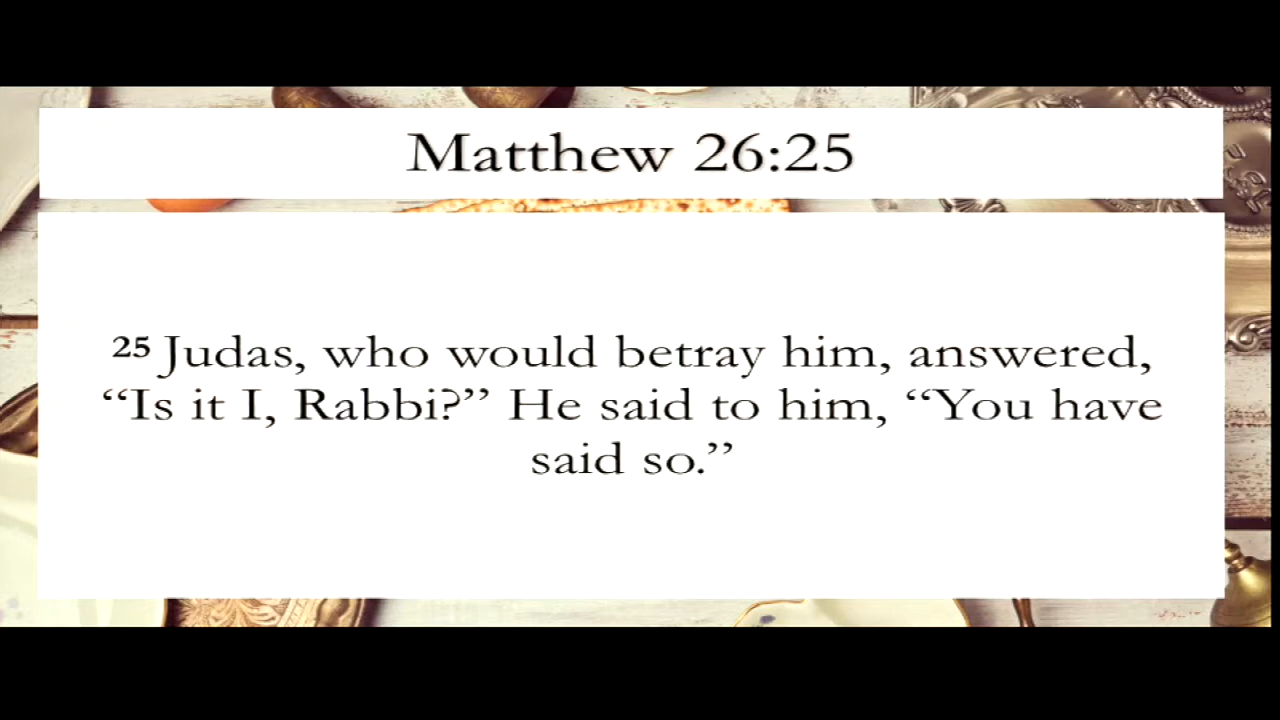 Matthew 26:25
25 Judas, who would betray him, answered,
“Is it I, Rabbi?” He said to him, “You have
said so.”